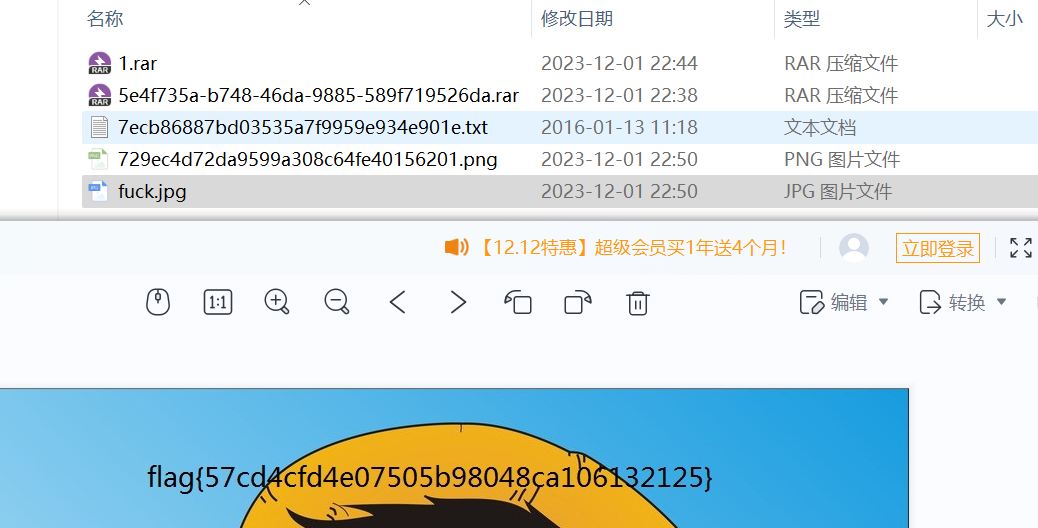 名称 修改日期 类型 大小
1.rar 2023-12-01 22:44 RAR 压缩文件
5e4f735a-b748-46da-9885-589f719526da.rar 2023-12-01 22:38 RAR 压缩文件
7ecb86887bd03535a7f9959e934e901e.txt 2016-01-13 11:18 文本文档
729ec4d72da9599a308c64fe40156201.png 2023-12-01 22:50 PNG 图片文件
fuck.jpg 2023-12-01 22:50 JPG 图片文件
【12.12特惠】超级会员买1年送4个月! 立即登录
1:1 编辑 转换
flag{57cd4cfd4e07505b98048ca106132125}